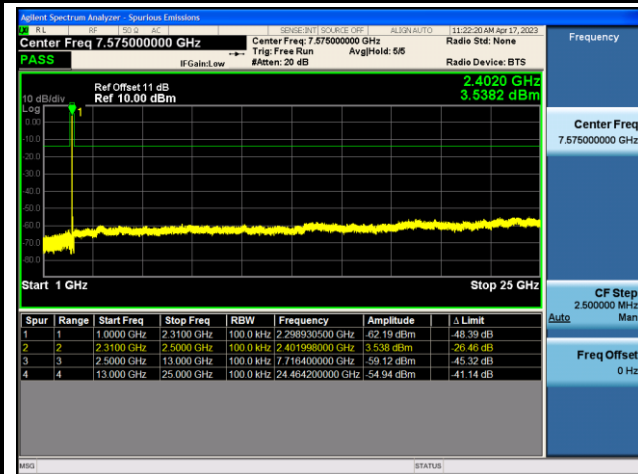 Agilent Spectrum Analyzer - Spurious Emissions
RL RF 50 Ω AC SENSE:INT SOURCE OFF ALIGN AUTO 11:22:20 AM Apr 17, 2023
Center Freq 7.575000000 GHz
Center Freq: 7.575000000 GHz
Radio Std: None
Trig: Free Run Avg|Hold: 5/5
PASS
IFGain:Low
#Atten: 20 dB
Radio Device: BTS
Ref Offset 11 dB
10 dB/div Ref 10.00 dBm
2.4020 GHz
3.5382 dBm
Log
1
0.00
-10.0
-20.0
-30.0
-40.0
-50.0
-60.0
-70.0
-80.0
Start 1 GHz Stop 25 GHz
Spur Range Start Freq Stop Freq RBW Frequency Amplitude Δ Limit
1 1 1.0000 GHz 2.3100 GHz 100.0 kHz 2.298930500 GHz -62.19 dBm -48.39 dB
2 2 2.3100 GHz 2.5000 GHz 100.0 kHz 2.401998000 GHz 3.538 dBm -26.46 dB
3 3 2.5000 GHz 13.000 GHz 100.0 kHz 7.716400000 GHz -59.12 dBm -45.32 dB
4 4 13.000 GHz 25.000 GHz 100.0 kHz 24.464200000 GHz -54.94 dBm -41.14 dB
MSG STATUS
Frequency
Center Freq
7.575000000 GHz
CF Step
2.500000 MHz
Auto Man
Freq Offset
0 Hz